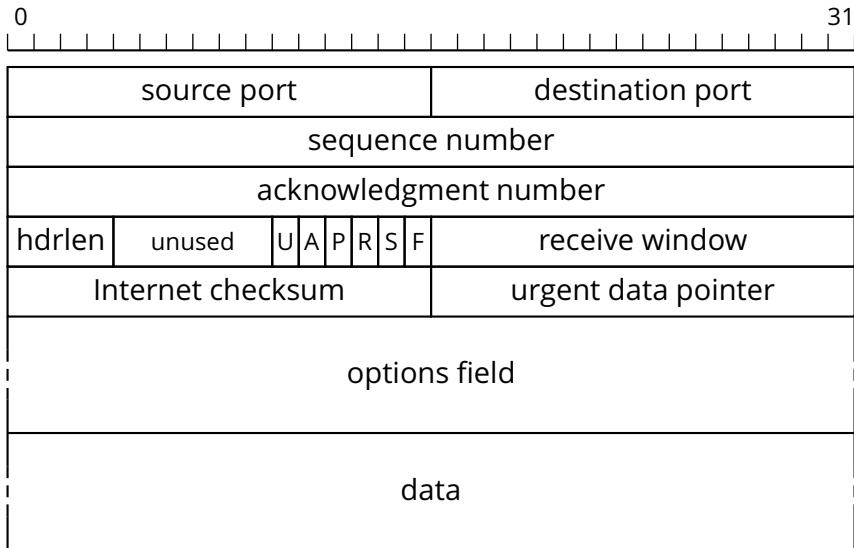 0 31
source port destination port
sequence number
acknowledgment number
hdrlen unused U A P R S F receive window
Internet checksum urgent data pointer
options field
data